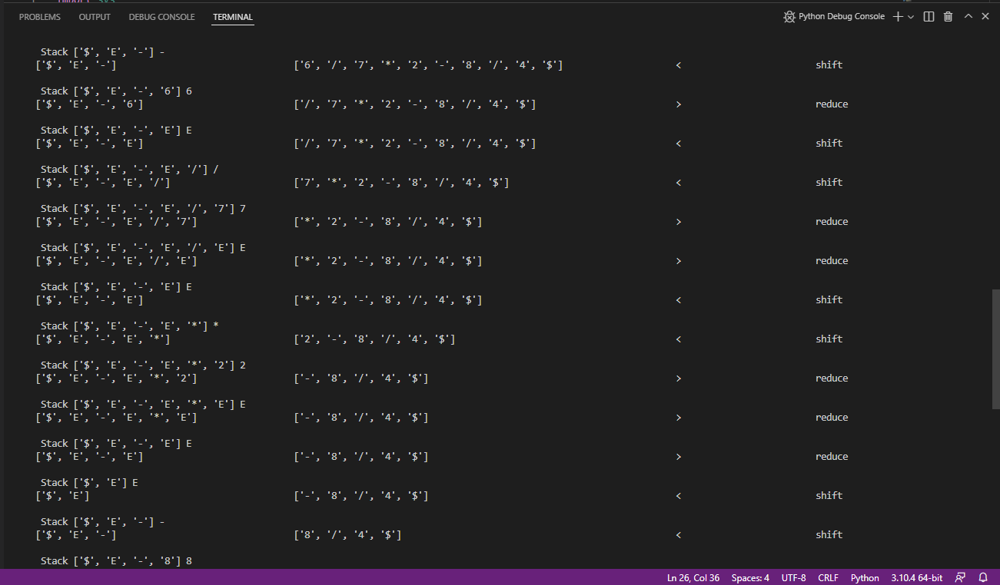 PROBLEMS OUTPUT DEBUG CONSOLE TERMINAL Python Debug Console
Stack ['$', 'E', '-'] -
['$', 'E', '-'] ['6', '/', '7', '*', '2', '-', '8', '/', '4', '$'] < shift
Stack ['$', 'E', '-', '6'] 6
['$', 'E', '-', '6'] ['/', '7', '*', '2', '-', '8', '/', '4', '$'] > reduce
Stack ['$', 'E', '-', 'E'] E
['$', 'E', '-', 'E'] ['/', '7', '*', '2', '-', '8', '/', '4', '$'] < shift
Stack ['$', 'E', '-', 'E', '/'] /
['$', 'E', '-', 'E', '/'] ['7', '*', '2', '-', '8', '/', '4', '$'] < shift
Stack ['$', 'E', '-', 'E', '/', '7'] 7
['$', 'E', '-', 'E', '/', '7'] ['*', '2', '-', '8', '/', '4', '$'] > reduce
Stack ['$', 'E', '-', 'E', '/', 'E'] E
['$', 'E', '-', 'E', '/', 'E'] ['*', '2', '-', '8', '/', '4', '$'] > reduce
Stack ['$', 'E', '-', 'E'] E
['$', 'E', '-', 'E'] ['*', '2', '-', '8', '/', '4', '$'] < shift
Stack ['$', 'E', '-', 'E', '*'] *
['$', 'E', '-', 'E', '*'] ['2', '-', '8', '/', '4', '$'] < shift
Stack ['$', 'E', '-', 'E', '*', '2'] 2
['$', 'E', '-', 'E', '*', '2'] ['-', '8', '/', '4', '$'] > reduce
Stack ['$', 'E', '-', 'E', '*', 'E'] E
['$', 'E', '-', 'E', '*', 'E'] ['-', '8', '/', '4', '$'] > reduce
Stack ['$', 'E', '-', 'E'] E
['$', 'E', '-', 'E'] ['-', '8', '/', '4', '$'] > reduce
Stack ['$', 'E'] E
['$', 'E'] ['-', '8', '/', '4', '$'] < shift
Stack ['$', 'E', '-'] -
['$', 'E', '-'] ['8', '/', '4', '$'] < shift
Stack ['$', 'E', '-', '8'] 8
Ln 26, Col 36 Spaces: 4 UTF-8 CRLF Python 3.10.4 64-bit